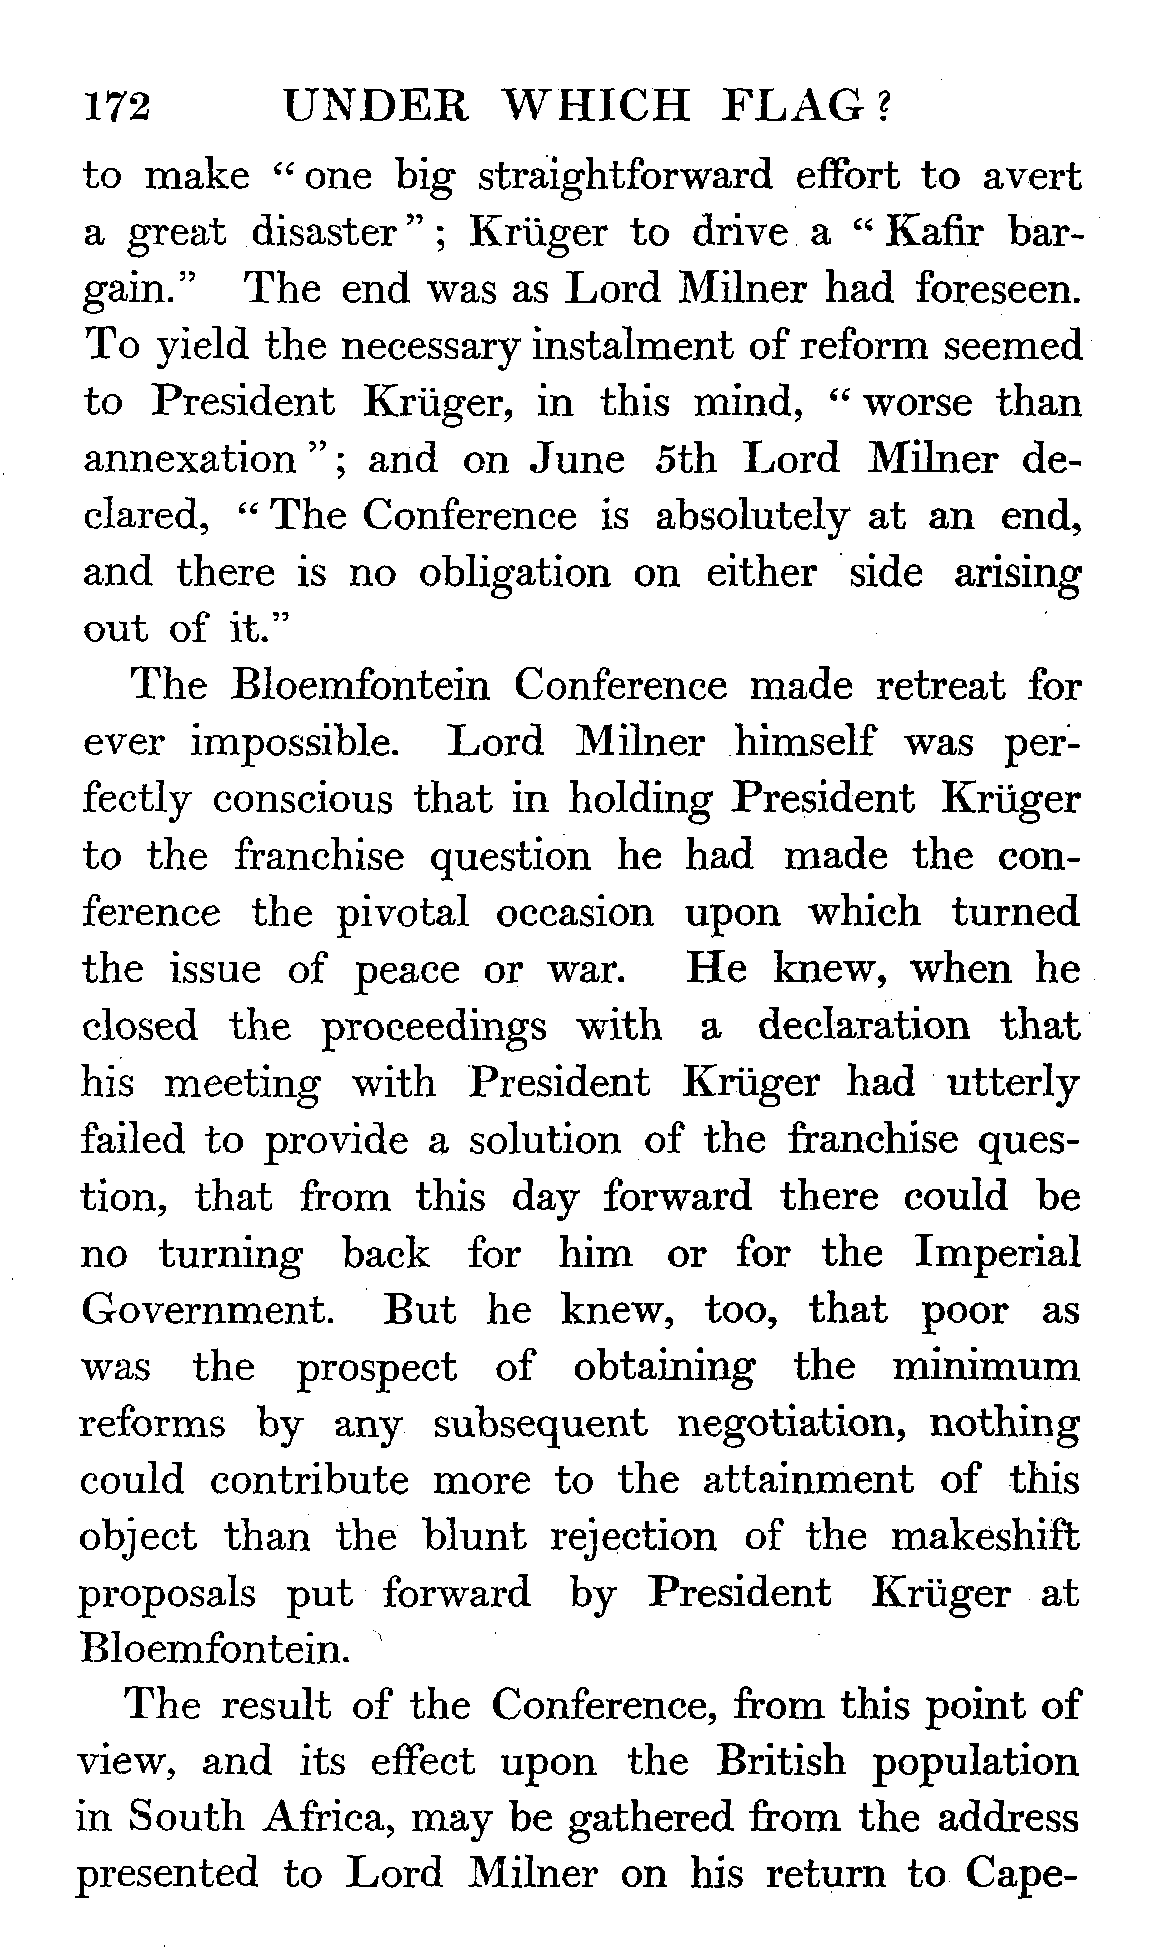 172 UNDER WHICH FLAG?
to make “one big straightforward effort to avert
a great disaster”; Krüger to drive a “Kafir bar-
gain.” The end was as Lord Milner had foreseen.
To yield the necessary instalment of reform seemed
to President Krüger, in this mind, “worse than
annexation”; and on June 5th Lord Milner de-
clared, “The Conference is absolutely at an end,
and there is no obligation on either side arising
out of it.”
The Bloemfontein Conference made retreat for
ever impossible. Lord Milner himself was per-
fectly conscious that in holding President Krüger
to the franchise question he had made the con-
ference the pivotal occasion upon which turned
the issue of peace or war. He knew, when he
closed the proceedings with a declaration that
his meeting with President Krüger had utterly
failed to provide a solution of the franchise ques-
tion, that from this day forward there could be
no turning back for him or for the Imperial
Government. But he knew, too, that poor as
was the prospect of obtaining the minimum
reforms by any subsequent negotiation, nothing
could contribute more to the attainment of this
object than the blunt rejection of the makeshift
proposals put forward by President Krüger at
Bloemfontein.
The result of the Conference, from this point of
view, and its effect upon the British population
in South Africa, may be gathered from the address
presented to Lord Milner on his return to Cape-